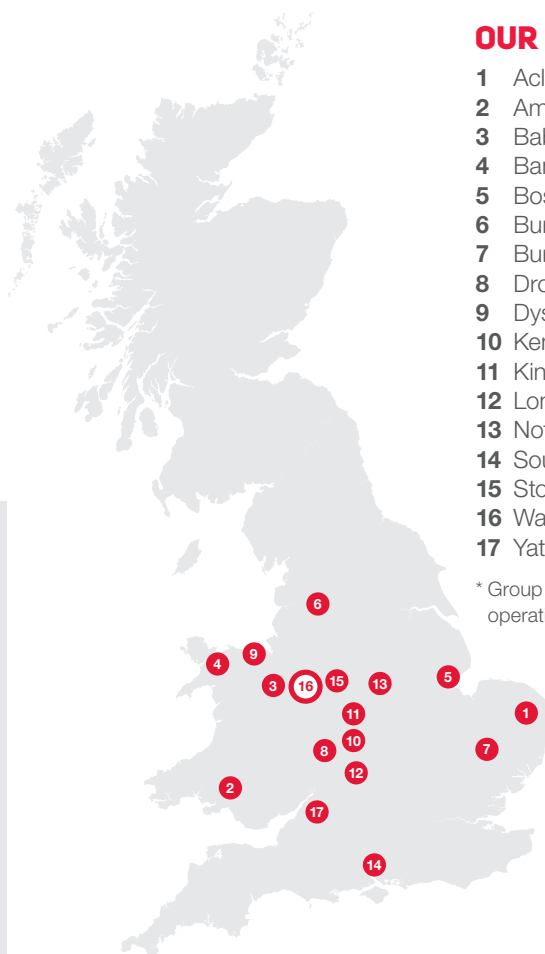 OUR
1 Acl
2 Am
3 Bal
4 Bar
5 Bos
6 Bur
7 Bur
8 Dro
9 Dys
10 Ker
11 Kin
12 Lor
13 Not
14 Sou
15 Sto
16 Wa
17 Yat
* Group
operat
6
9
4
3
16
15
13
5
11
1
10
8
7
12
2
17
14